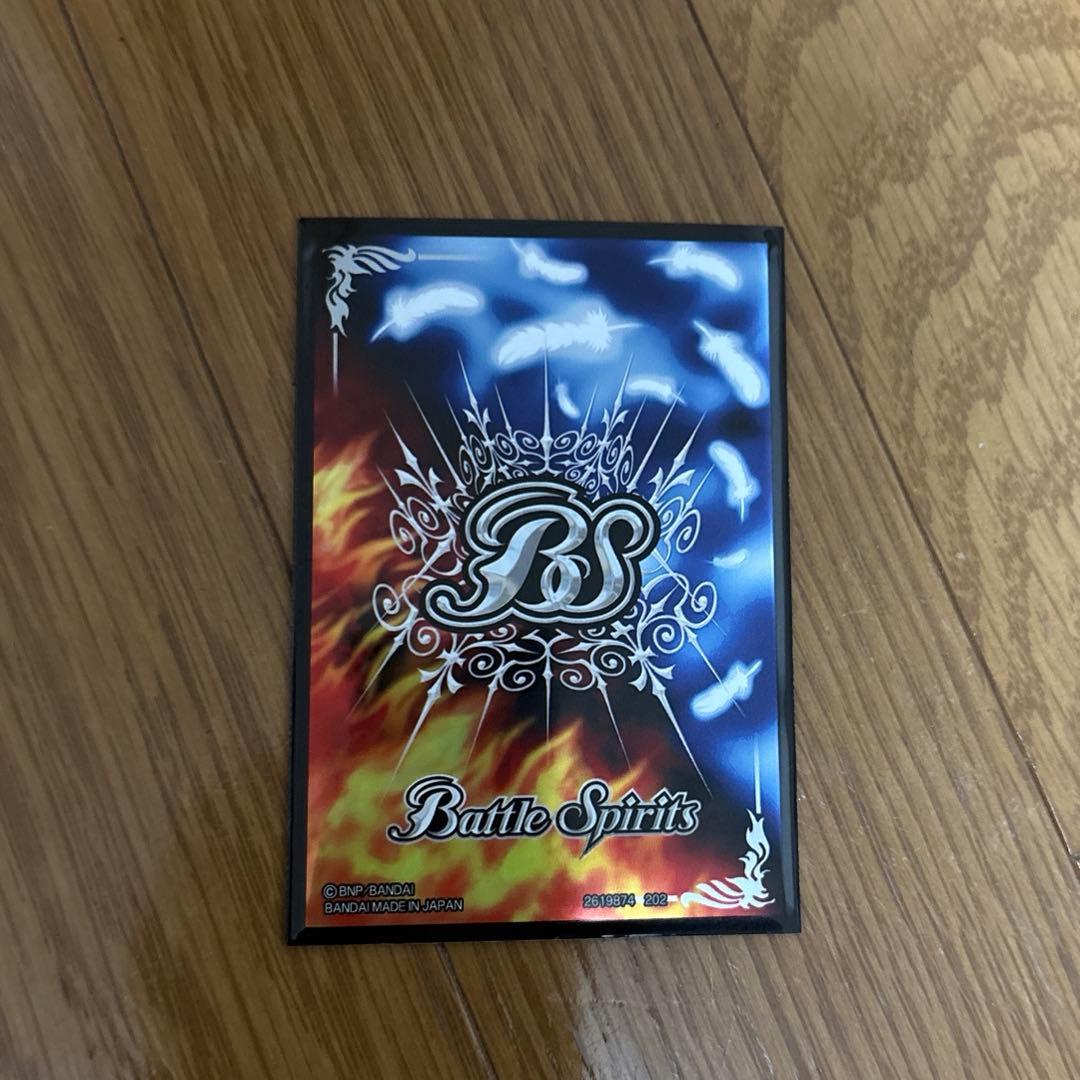 BS
Battle Spirits
© BNP/BANDAI
BANDAI MADE IN JAPAN
2619874 202